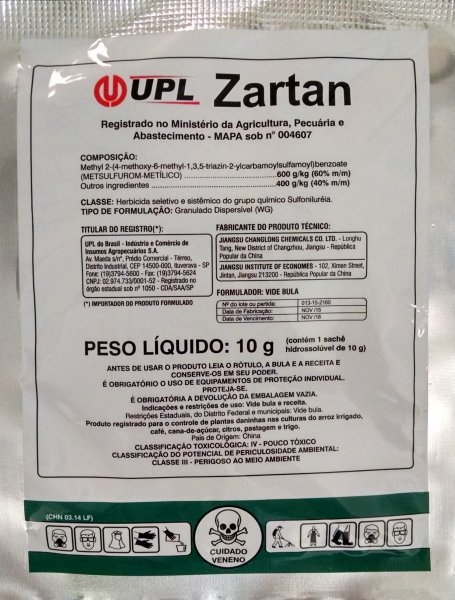 UPL Zartan
Registrado no Ministério da Agricultura, Pecuária e
Abastecimento - MAPA sob n° 004607
COMPOSIÇÃO:
Methyl 2-(4-methoxy-6-methyl-1,3,5-triazin-2-ylcarbamoylsulfamoyl)benzoate
(METSULFUROM-METÍLICO) ........................................600 g/kg (60% m/m)
Outros ingredientes ....................................................400 g/kg (40% m/m)
CLASSE: Herbicida seletivo e sistêmico do grupo químico Sulfoniluréia.
TIPO DE FORMULAÇÃO: Granulado Dispersível (WG)
TITULAR DO REGISTRO(*):
UPL do Brasil - Indústria e Comércio de
Insumos Agropecuários S.A.
Av. Maeda s/n°, Prédio Comercial - Térreo,
Distrito Industrial, CEP 14500-000, Ituverava - SP
Fone: (19)3794-5600 - Fax: (19)3794-5624
CNPJ: 02.974.733/0001-52 - Registrado no
órgão estadual sob n° 1050 - CDA/SAA/SP
(*) IMPORTADOR DO PRODUTO FORMULADO
FABRICANTE DO PRODUTO TÉCNICO:
JIANGSU CHANGLONG CHEMICALS CO. LTD. - Longhu
Tang, New District of Changzhou, Jiangsu - República
Popular da China
JIANGSU INSTITUTE OF ECONOMES - 102, Ximen Street,
Jintan, Jiangsu 213200 - República Popular da China
FORMULADOR: VIDE BULA
N° do lote ou partida: 013-15-2160
Data de Fabricação: NOV /15
Data de Vencimento: NOV /18
PESO LÍQUIDO: 10 g (contém 1 sachê
hidrossolúvel de 10 g)
ANTES DE USAR O PRODUTO LEIA O RÓTULO, A BULA E A RECEITA E
CONSERVE-OS EM SEU PODER.
É OBRIGATÓRIO O USO DE EQUIPAMENTOS DE PROTEÇÃO INDIVIDUAL.
PROTEJA-SE.
É OBRIGATÓRIA A DEVOLUÇÃO DA EMBALAGEM VAZIA.
Indicações e restrições de uso: Vide bula e receita.
Restrições Estaduais, do Distrito Federal e municipais: Vide bula.
Produto registrado para o controle de plantas daninhas nas culturas do arroz irrigado,
café, cana-de-açúcar, citros, pastagem e trigo.
País de Origem: China
CLASSIFICAÇÃO TOXICOLÓGICA: IV - POUCO TÓXICO
CLASSIFICAÇÃO DO POTENCIAL DE PERICULOSIDADE AMBIENTAL:
CLASSE III - PERIGOSO AO MEIO AMBIENTE
(CHN 03.14 LF)
CUIDADO
VENENO